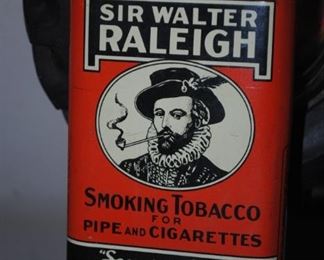 SIR WALTER
RALEIGH
SMOKING TOBACCO
FOR
PIPE AND CIGARETTES